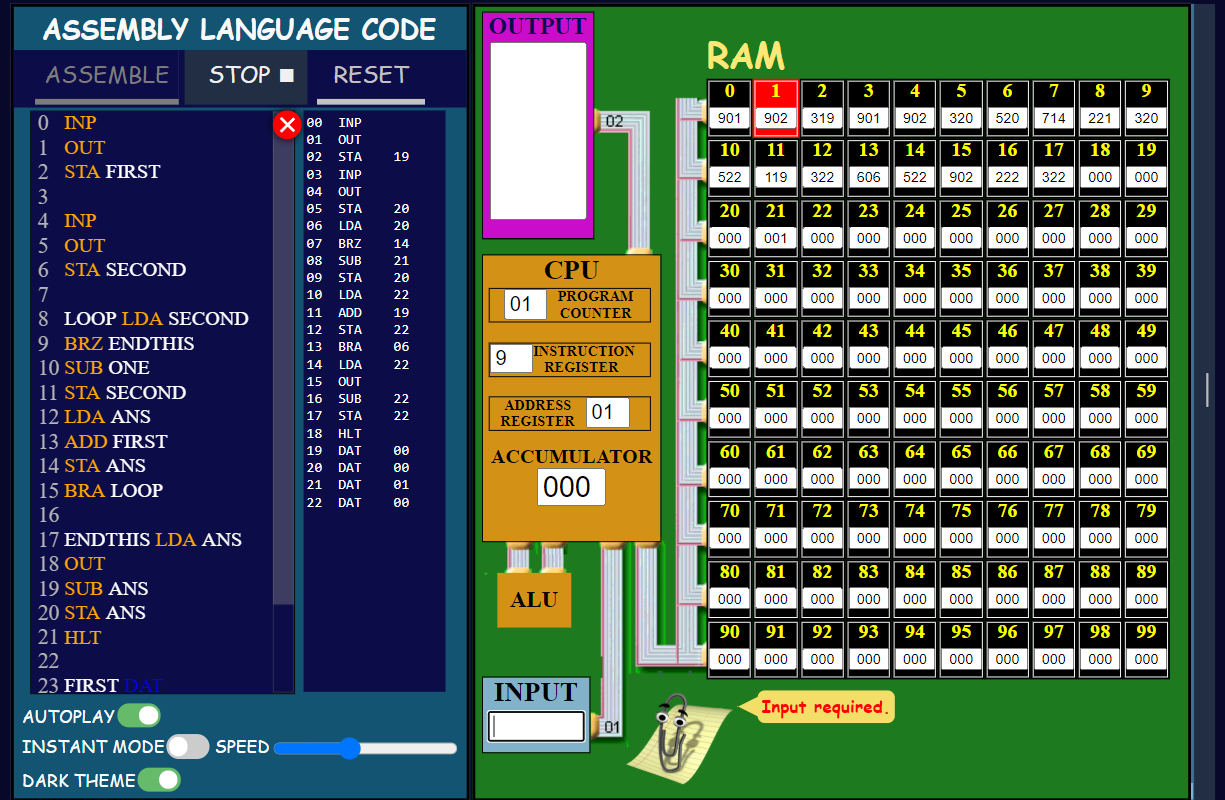 ASSEMBLY LANGUAGE CODE
ASSEMBLE STOP RESET
0 INP
1 OUT
2 STA FIRST
3
4 INP
5 OUT
6 STA SECOND
7
8 LOOP LDA SECOND
9 BRZ ENDTHIS
10 SUB ONE
11 STA SECOND
12 LDA ANS
13 ADD FIRST
14 STA ANS
15 BRA LOOP
16
17 ENDTHIS LDA ANS
18 OUT
19 SUB ANS
20 STA ANS
21 HLT
22
23 FIRST DAT
00 INP
01 OUT
02 STA 19
03 INP
04 OUT
05 STA 20
06 LDA 20
07 BRZ 14
08 SUB 21
09 STA 20
10 LDA 22
11 ADD 19
12 STA 22
13 BRA 06
14 LDA 22
15 OUT
16 SUB 22
17 STA 22
18 HLT
19 DAT 00
20 DAT 00
21 DAT 01
22 DAT 00
AUTOPLAY
INSTANT MODE SPEED
DARK THEME
OUTPUT
02
CPU
01 PROGRAM COUNTER
9 INSTRUCTION REGISTER
ADDRESS REGISTER 01
ACCUMULATOR
000
ALU
INPUT
01
RAM
0 1 2 3 4 5 6 7 8 9
901 902 319 901 902 320 520 714 221 320
10 11 12 13 14 15 16 17 18 19
522 119 322 606 522 902 222 322 000 000
20 21 22 23 24 25 26 27 28 29
000 001 000 000 000 000 000 000 000 000
30 31 32 33 34 35 36 37 38 39
000 000 000 000 000 000 000 000 000 000
40 41 42 43 44 45 46 47 48 49
000 000 000 000 000 000 000 000 000 000
50 51 52 53 54 55 56 57 58 59
000 000 000 000 000 000 000 000 000 000
60 61 62 63 64 65 66 67 68 69
000 000 000 000 000 000 000 000 000 000
70 71 72 73 74 75 76 77 78 79
000 000 000 000 000 000 000 000 000 000
80 81 82 83 84 85 86 87 88 89
000 000 000 000 000 000 000 000 000 000
90 91 92 93 94 95 96 97 98 99
000 000 000 000 000 000 000 000 000 000
Input required.